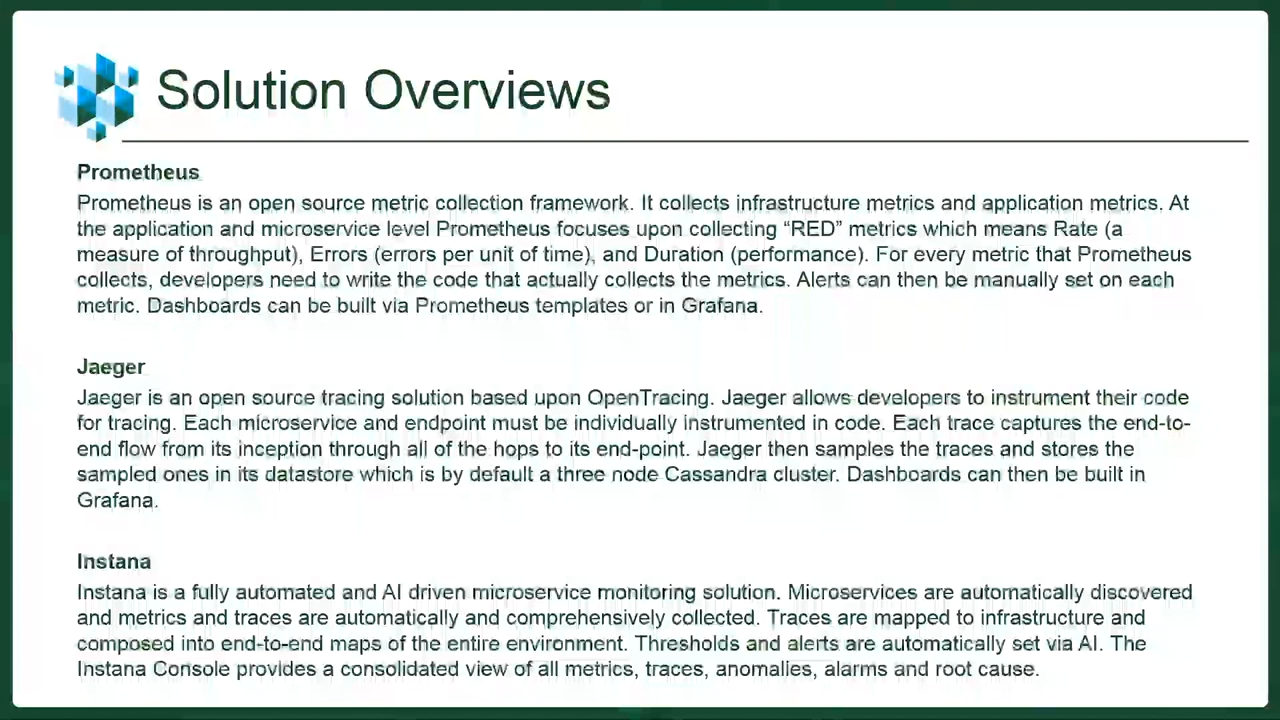 Solution Overviews
Prometheus
Prometheus is an open source metric collection framework. It collects infrastructure metrics and application metrics. At
the application and microservice level Prometheus focuses upon collecting “RED” metrics which means Rate (a
measure of throughput), Errors (errors per unit of time), and Duration (performance). For every metric that Prometheus
collects, developers need to write the code that actually collects the metrics. Alerts can then be manually set on each
metric. Dashboards can be built via Prometheus templates or in Grafana.
Jaeger
Jaeger is an open source tracing solution based upon OpenTracing. Jaeger allows developers to instrument their code
for tracing. Each microservice and endpoint must be individually instrumented in code. Each trace captures the end-to-
end flow from its inception through all of the hops to its end-point. Jaeger then samples the traces and stores the
sampled ones in its datastore which is by default a three node Cassandra cluster. Dashboards can then be built in
Grafana.
Instana
Instana is a fully automated and AI driven microservice monitoring solution. Microservices are automatically discovered
and metrics and traces are automatically and comprehensively collected. Traces are mapped to infrastructure and
composed into end-to-end maps of the entire environment. Thresholds and alerts are automatically set via AI. The
Instana Console provides a consolidated view of all metrics, traces, anomalies, alarms and root cause.